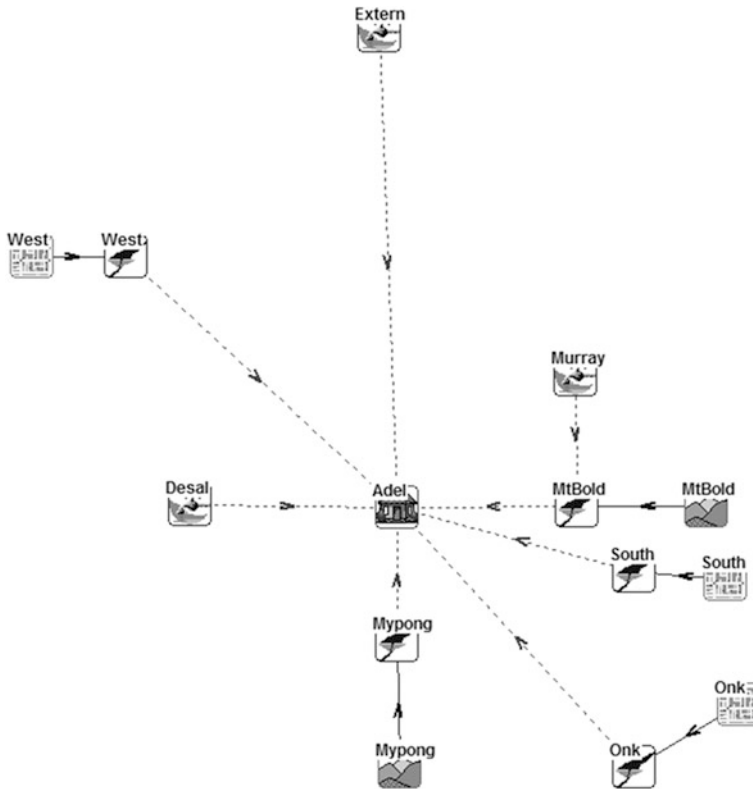 Extern
West
West
Murray
Desal
Adel
MtBold
MtBold
South
South
Mypong
Onk
Mypong
Onk